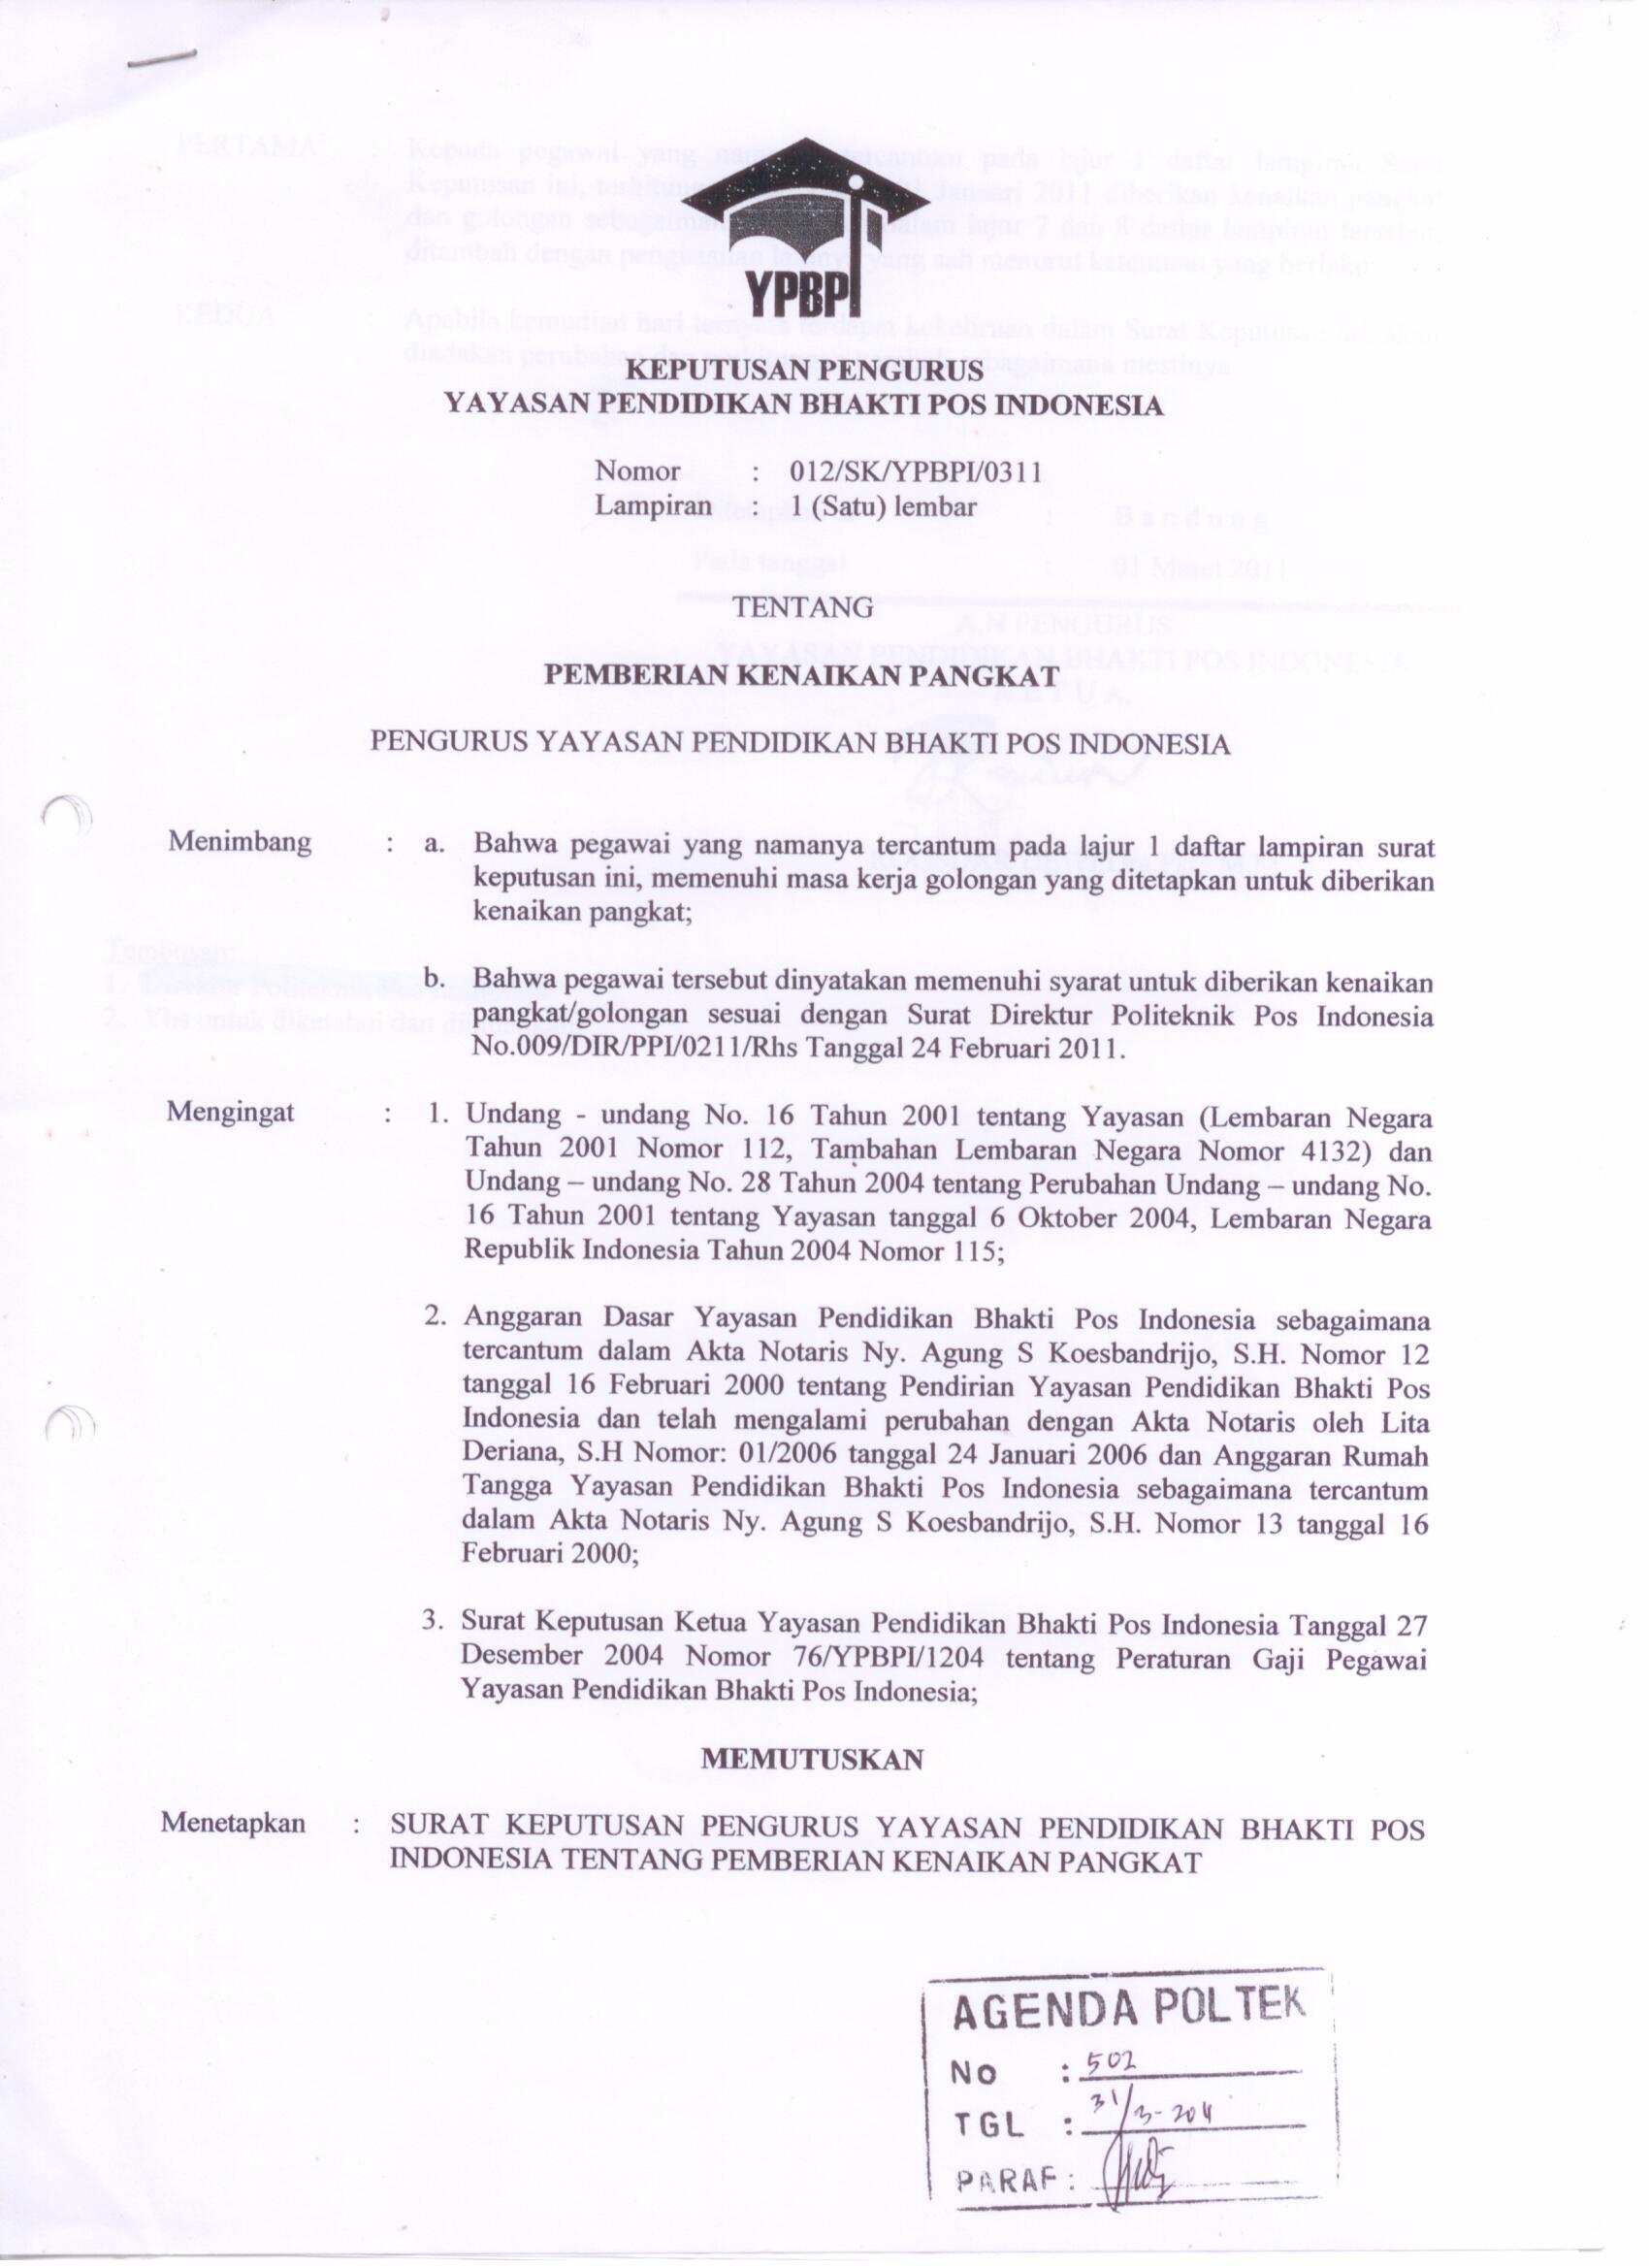 YPBPI
KEPUTUSAN PENGURUS
YAYASAN PENDIDIKAN BHAKTI POS INDONESIA
Nomor : 012/SK/YPBPI/0311
Lampiran : 1 (Satu) lembar
TENTANG
PEMBERIAN KENAIKAN PANGKAT
PENGURUS YAYASAN PENDIDIKAN BHAKTI POS INDONESIA
Menimbang : a. Bahwa pegawai yang namanya tercantum pada lajur 1 daftar lampiran surat
keputusan ini, memenuhi masa kerja golongan yang ditetapkan untuk diberikan
kenaikan pangkat;
b. Bahwa pegawai tersebut dinyatakan memenuhi syarat untuk diberikan kenaikan
pangkat/golongan sesuai dengan Surat Direktur Politeknik Pos Indonesia
No.009/DIR/PPI/0211/Rhs Tanggal 24 Februari 2011.
Mengingat : 1. Undang - undang No. 16 Tahun 2001 tentang Yayasan (Lembaran Negara
Tahun 2001 Nomor 112, Tambahan Lembaran Negara Nomor 4132) dan
Undang – undang No. 28 Tahun 2004 tentang Perubahan Undang – undang No.
16 Tahun 2001 tentang Yayasan tanggal 6 Oktober 2004, Lembaran Negara
Republik Indonesia Tahun 2004 Nomor 115;
2. Anggaran Dasar Yayasan Pendidikan Bhakti Pos Indonesia sebagaimana
tercantum dalam Akta Notaris Ny. Agung S Koesbandrijo, S.H. Nomor 12
tanggal 16 Februari 2000 tentang Pendirian Yayasan Pendidikan Bhakti Pos
Indonesia dan telah mengalami perubahan dengan Akta Notaris oleh Lita
Deriana, S.H Nomor: 01/2006 tanggal 24 Januari 2006 dan Anggaran Rumah
Tangga Yayasan Pendidikan Bhakti Pos Indonesia sebagaimana tercantum
dalam Akta Notaris Ny. Agung S Koesbandrijo, S.H. Nomor 13 tanggal 16
Februari 2000;
3. Surat Keputusan Ketua Yayasan Pendidikan Bhakti Pos Indonesia Tanggal 27
Desember 2004 Nomor 76/YPBPI/1204 tentang Peraturan Gaji Pegawai
Yayasan Pendidikan Bhakti Pos Indonesia;
MEMUTUSKAN
Menetapkan : SURAT KEPUTUSAN PENGURUS YAYASAN PENDIDIKAN BHAKTI POS
INDONESIA TENTANG PEMBERIAN KENAIKAN PANGKAT
AGENDA POLTEK
No : 502
TGL : 31/3-2011
PARAF :